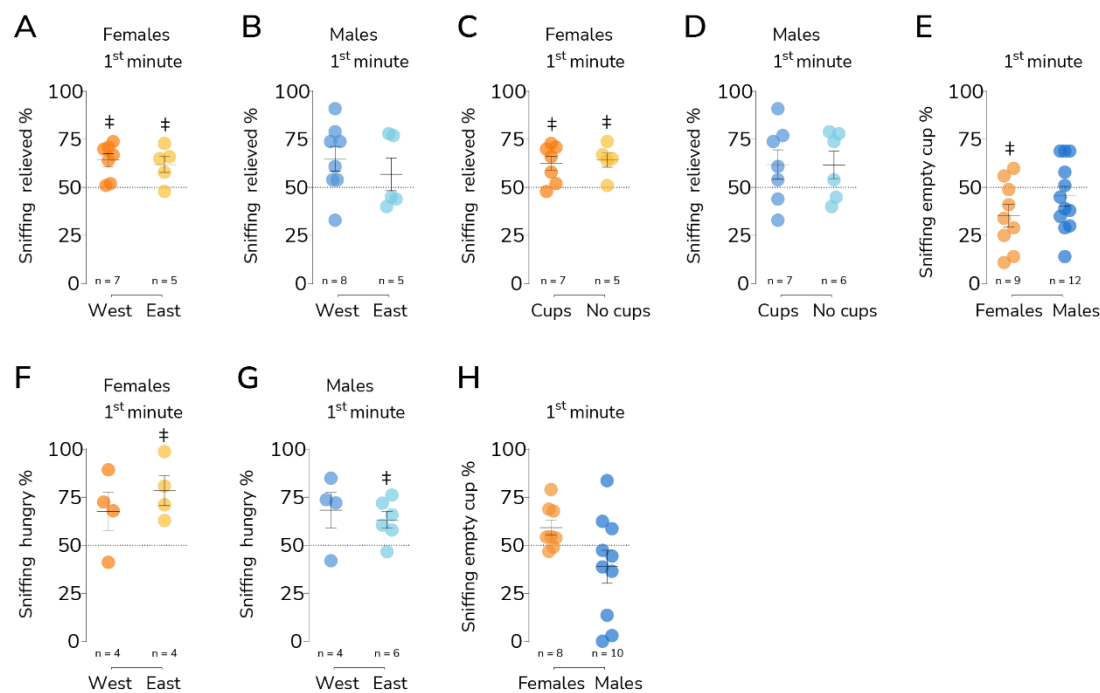 A
Females
1st minute
Sniffing relieved %
100
75
50
25
0
‡
‡
n = 7
n = 5
West
East
B
Males
1st minute
Sniffing relieved %
100
75
50
25
0
n = 8
n = 5
West
East
C
Females
1st minute
Sniffing relieved %
100
75
50
25
0
‡
‡
n = 7
n = 5
Cups
No cups
D
Males
1st minute
Sniffing relieved %
100
75
50
25
0
n = 7
n = 6
Cups
No cups
E
1st minute
Sniffing empty cup %
100
75
50
25
0
‡
n = 9
n = 12
Females
Males
F
Females
1st minute
Sniffing hungry %
100
75
50
25
0
‡
n = 4
n = 4
West
East
G
Males
1st minute
Sniffing hungry %
100
75
50
25
0
‡
n = 4
n = 6
West
East
H
1st minute
Sniffing empty cup %
100
75
50
25
0
n = 8
n = 10
Females
Males